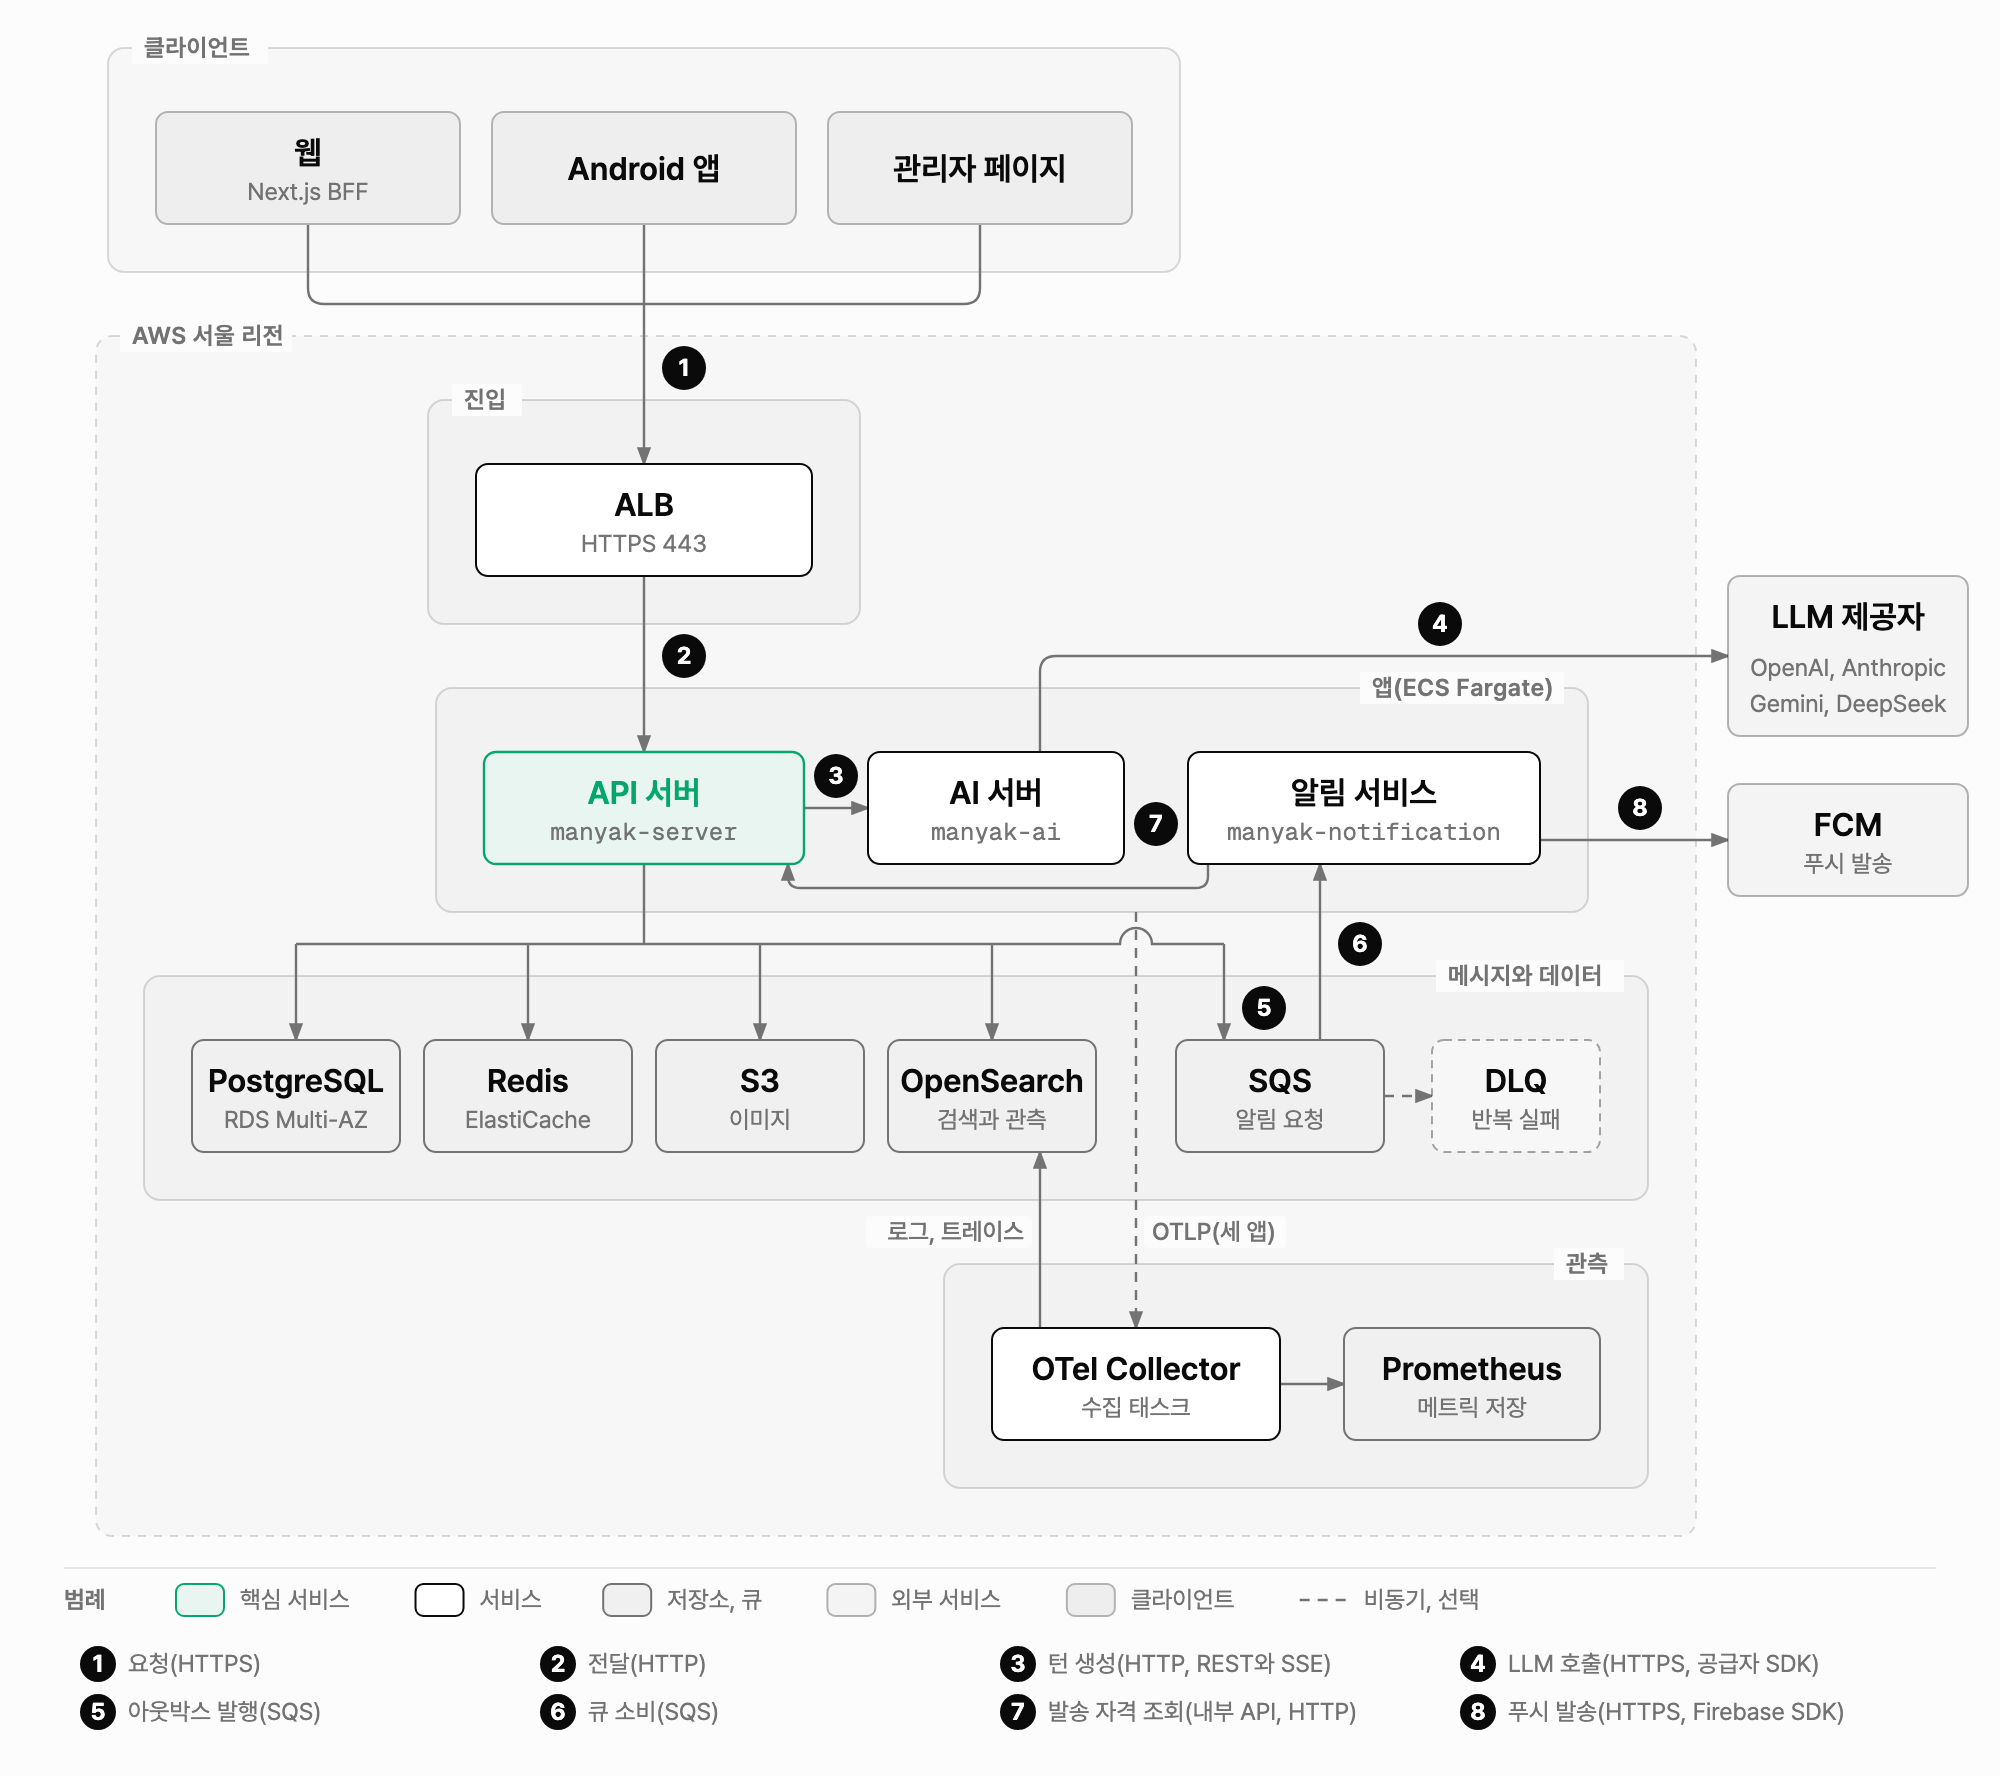 클라이언트
웹
Next.js BFF
Android 앱
관리자 페이지
AWS 서울 리전
1
진입
ALB
HTTPS 443
2
4
LLM 제공자
OpenAI, Anthropic
Gemini, DeepSeek
앱(ECS Fargate)
API 서버
manyak-server
3
AI 서버
manyak-ai
7
알림 서비스
manyak-notification
8
FCM
푸시 발송
6
메시지와 데이터
5
PostgreSQL
RDS Multi-AZ
Redis
ElastiCache
S3
이미지
OpenSearch
검색과 관측
SQS
알림 요청
DLQ
반복 실패
로그, 트레이스
OTLP(세 앱)
관측
OTel Collector
수집 태스크
Prometheus
메트릭 저장
범례
핵심 서비스
서비스
저장소, 큐
외부 서비스
클라이언트
비동기, 선택
1 요청(HTTPS)
2 전달(HTTP)
3 턴 생성(HTTP, REST와 SSE)
4 LLM 호출(HTTPS, 공급자 SDK)
5 아웃박스 발행(SQS)
6 큐 소비(SQS)
7 발송 자격 조회(내부 API, HTTP)
8 푸시 발송(HTTPS, Firebase SDK)